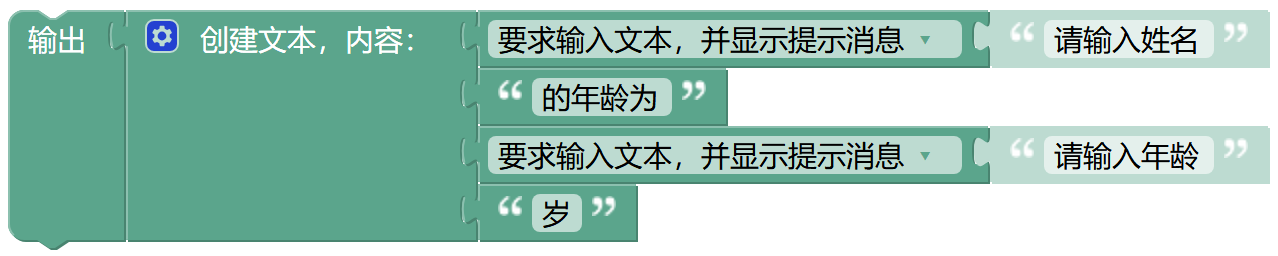 输出 创建文本，内容： 要求输入文本，并显示提示消息 ▾ “ 请输入姓名 ”
“ 的年龄为 ”
要求输入文本，并显示提示消息 ▾ “ 请输入年龄 ”
“ 岁 ”